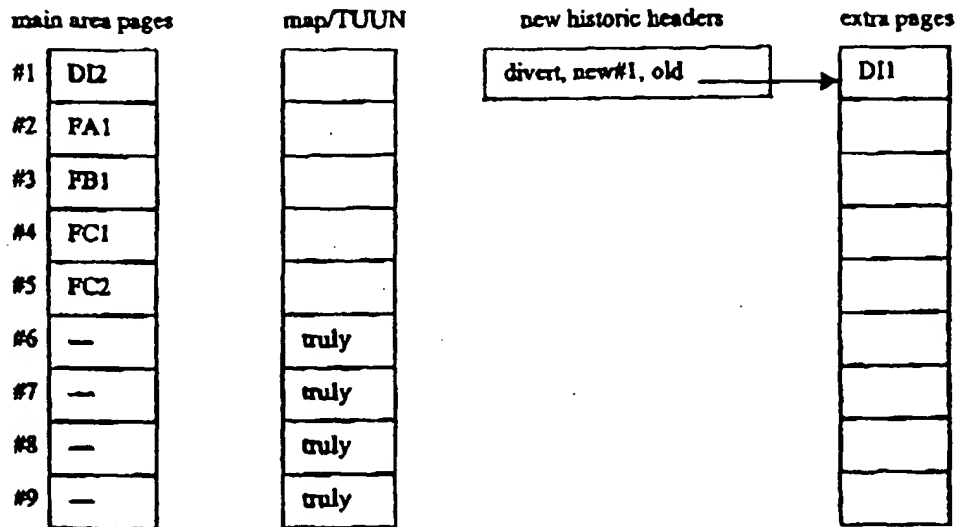 main area pages map/TUUN new historic headers extra pages
#1 DI2 divert, new#1, old DI1
#2 FA1
#3 FB1
#4 FC1
#5 FC2
#6 — truly
#7 — truly
#8 — truly
#9 — truly